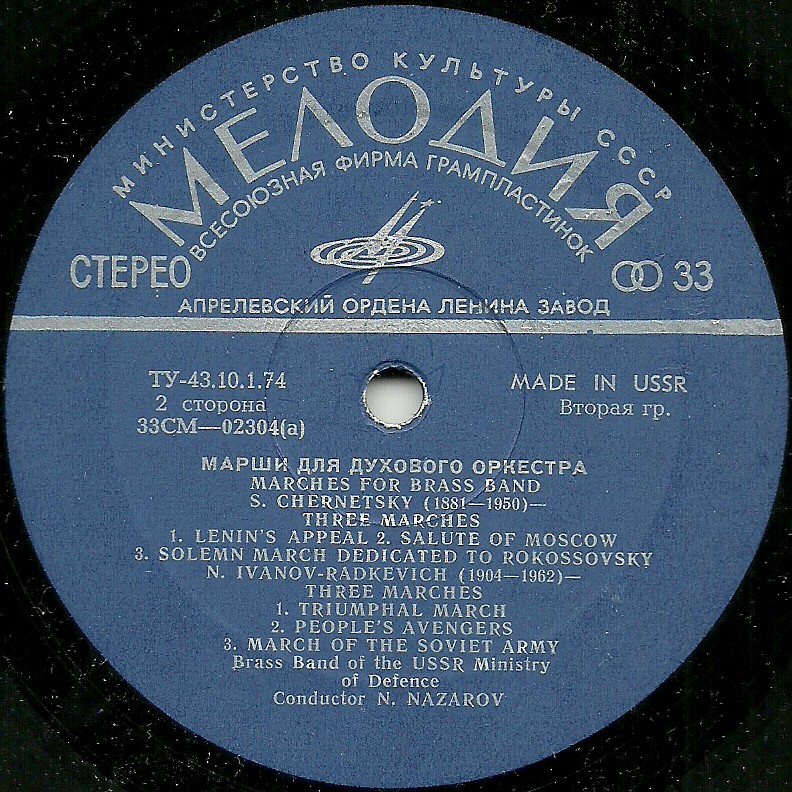 МИНИСТЕРСТВО КУЛЬТУРЫ СССР
МЕЛОДИЯ
ВСЕСОЮЗНАЯ ФИРМА ГРАМПЛАСТИНОК
СТЕРЕО
33
АПРЕЛЕВСКИЙ ОРДЕНА ЛЕНИНА ЗАВОД
ТУ-43.10.1.74
MADE IN USSR
2 сторона
Вторая гр.
33СМ—02304(а)
МАРШИ ДЛЯ ДУХОВОГО ОРКЕСТРА
MARCHES FOR BRASS BAND
S. CHERNETSKY (1881—1950)—
THREE MARCHES
1. LENIN'S APPEAL 2. SALUTE OF MOSCOW
3. SOLEMN MARCH DEDICATED TO ROKOSSOVSKY
N. IVANOV-RADKEVICH (1904—1962)—
THREE MARCHES
1. TRIUMPHAL MARCH
2. PEOPLE'S AVENGERS
3. MARCH OF THE SOVIET ARMY
Brass Band of the USSR Ministry
of Defence
Conductor N. NAZAROV